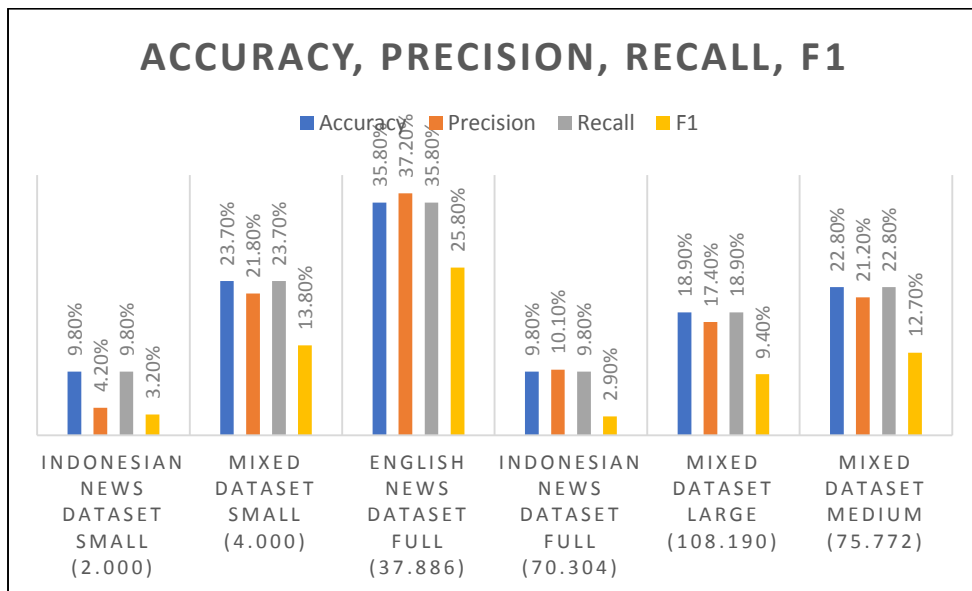 ACCURACY, PRECISION, RECALL, F1
Accuracy Precision Recall F1
9.80%
4.20%
9.80%
3.20%
23.70%
21.80%
23.70%
13.80%
35.80%
37.20%
35.80%
25.80%
9.80%
10.10%
9.80%
2.90%
18.90%
17.40%
18.90%
9.40%
22.80%
21.20%
22.80%
12.70%
INDONESIAN
NEWS
DATASET
SMALL
(2.000)
MIXED
DATASET
SMALL
(4.000)
ENGLISH
NEWS
DATASET
FULL
(37.886)
INDONESIAN
NEWS
DATASET
FULL
(70.304)
MIXED
DATASET
LARGE
(108.190)
MIXED
DATASET
MEDIUM
(75.772)